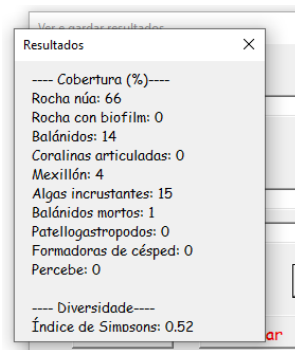 Ver e gardar resultados
Resultados
---- Cobertura (%)----
Rocha núa: 66
Rocha con biofilm: 0
Balánidos: 14
Coralinas articuladas: 0
Mexillón: 4
Algas incrustantes: 15
Balánidos mortos: 1
Patellogastropodos: 0
Formadoras de césped: 0
Percebe: 0
---- Diversidade----
Índice de Simpsons: 0.52
ar